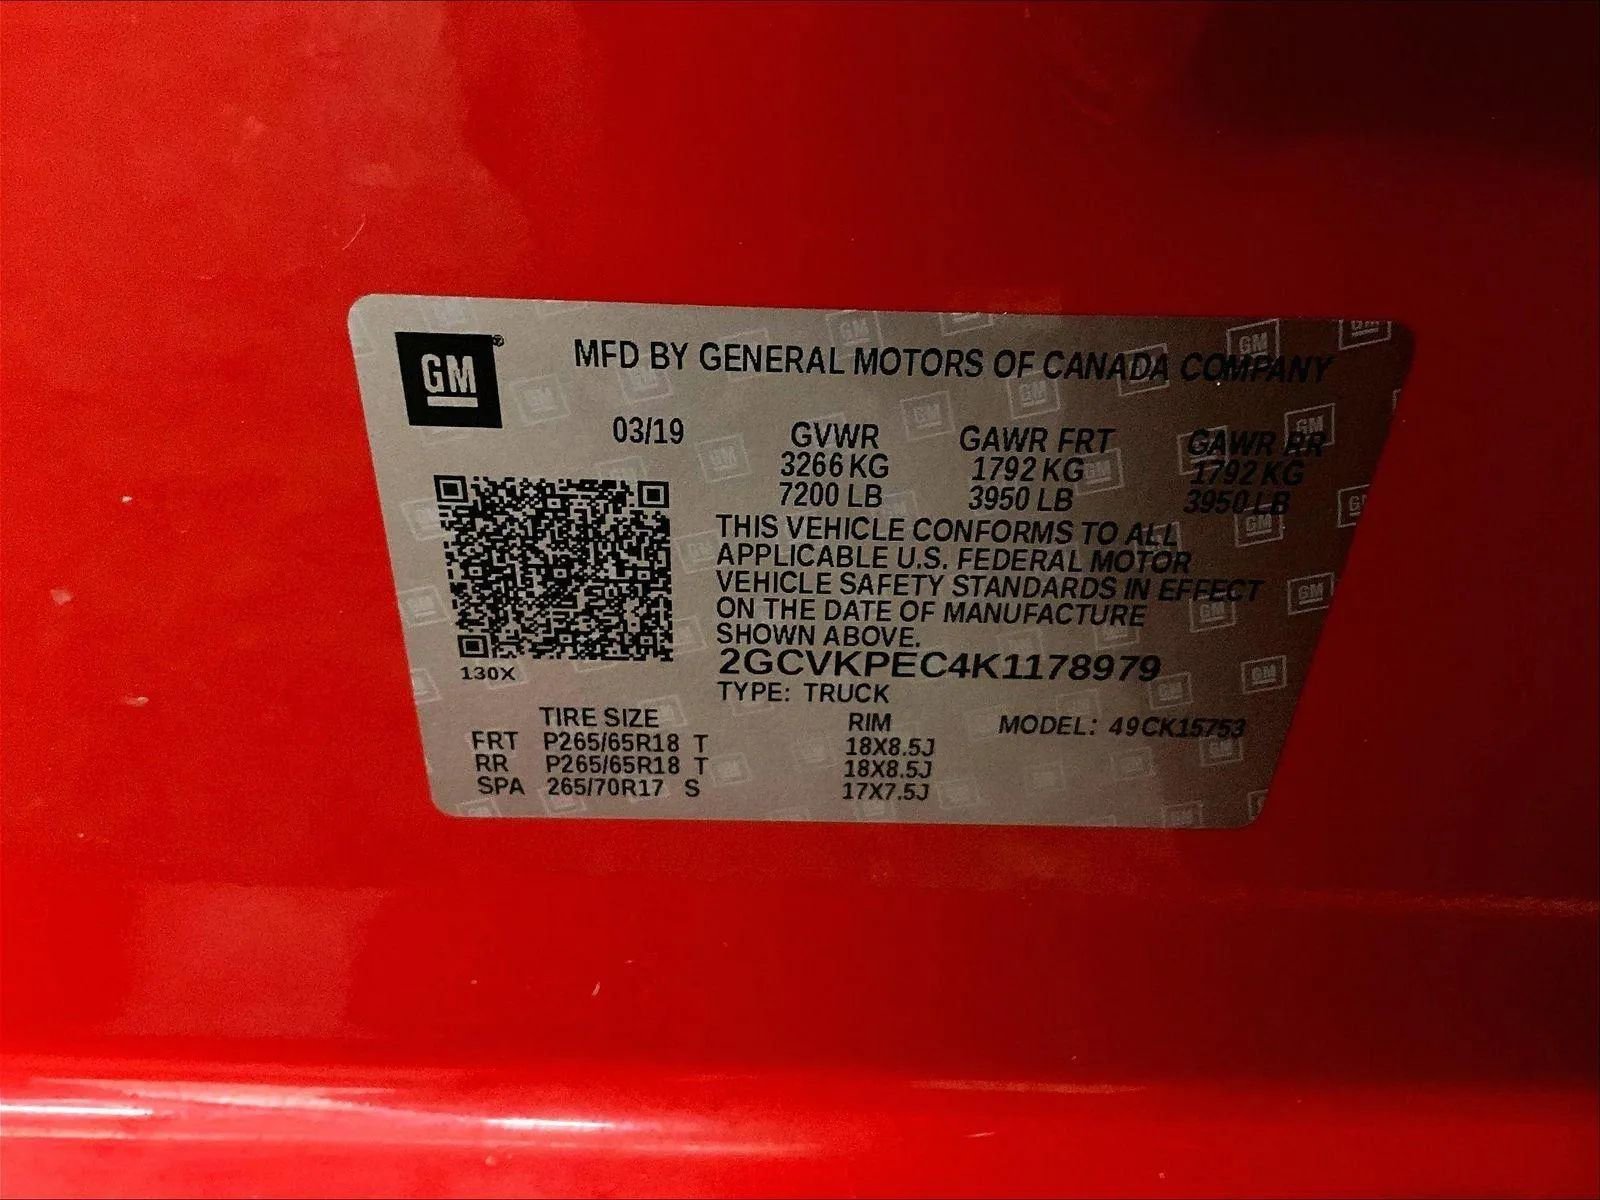 GM
MFD BY GENERAL MOTORS OF CANADA COMPANY
03/19 GVWR GAWR FRT GAWR RR
3266 KG 1792 KG 1792 KG
7200 LB 3950 LB 3950 LB
THIS VEHICLE CONFORMS TO ALL
APPLICABLE U.S. FEDERAL MOTOR
VEHICLE SAFETY STANDARDS IN EFFECT
ON THE DATE OF MANUFACTURE
SHOWN ABOVE.
130X
2GCVKPEC4K1178979
TYPE: TRUCK
TIRE SIZE RIM MODEL: 49CK15753
FRT P265/65R18 T 18X8.5J
RR P265/65R18 T 18X8.5J
SPA 265/70R17 S 17X7.5J